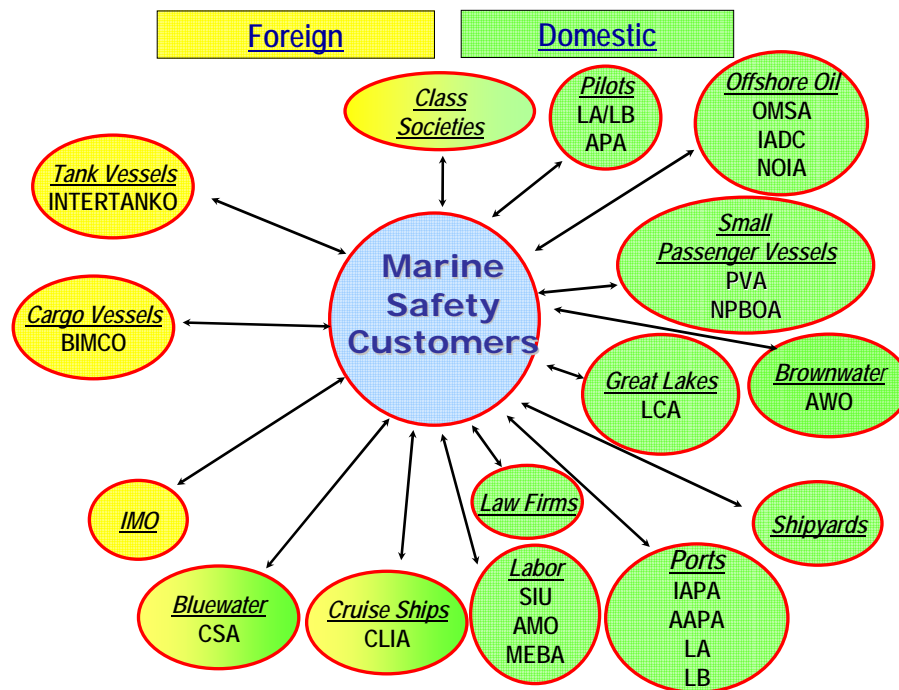 Foreign
Domestic
Class
Societies
Pilots
LA/LB
APA
Offshore Oil
OMSA
IADC
NOIA
Tank Vessels
INTERTANKO
Small
Passenger Vessels
PVA
NPBOA
Marine
Safety
Customers
Cargo Vessels
BIMCO
Great Lakes
LCA
Brownwater
AWO
IMO
Law Firms
Shipyards
Bluewater
CSA
Cruise Ships
CLIA
Labor
SIU
AMO
MEBA
Ports
IAPA
AAPA
LA
LB